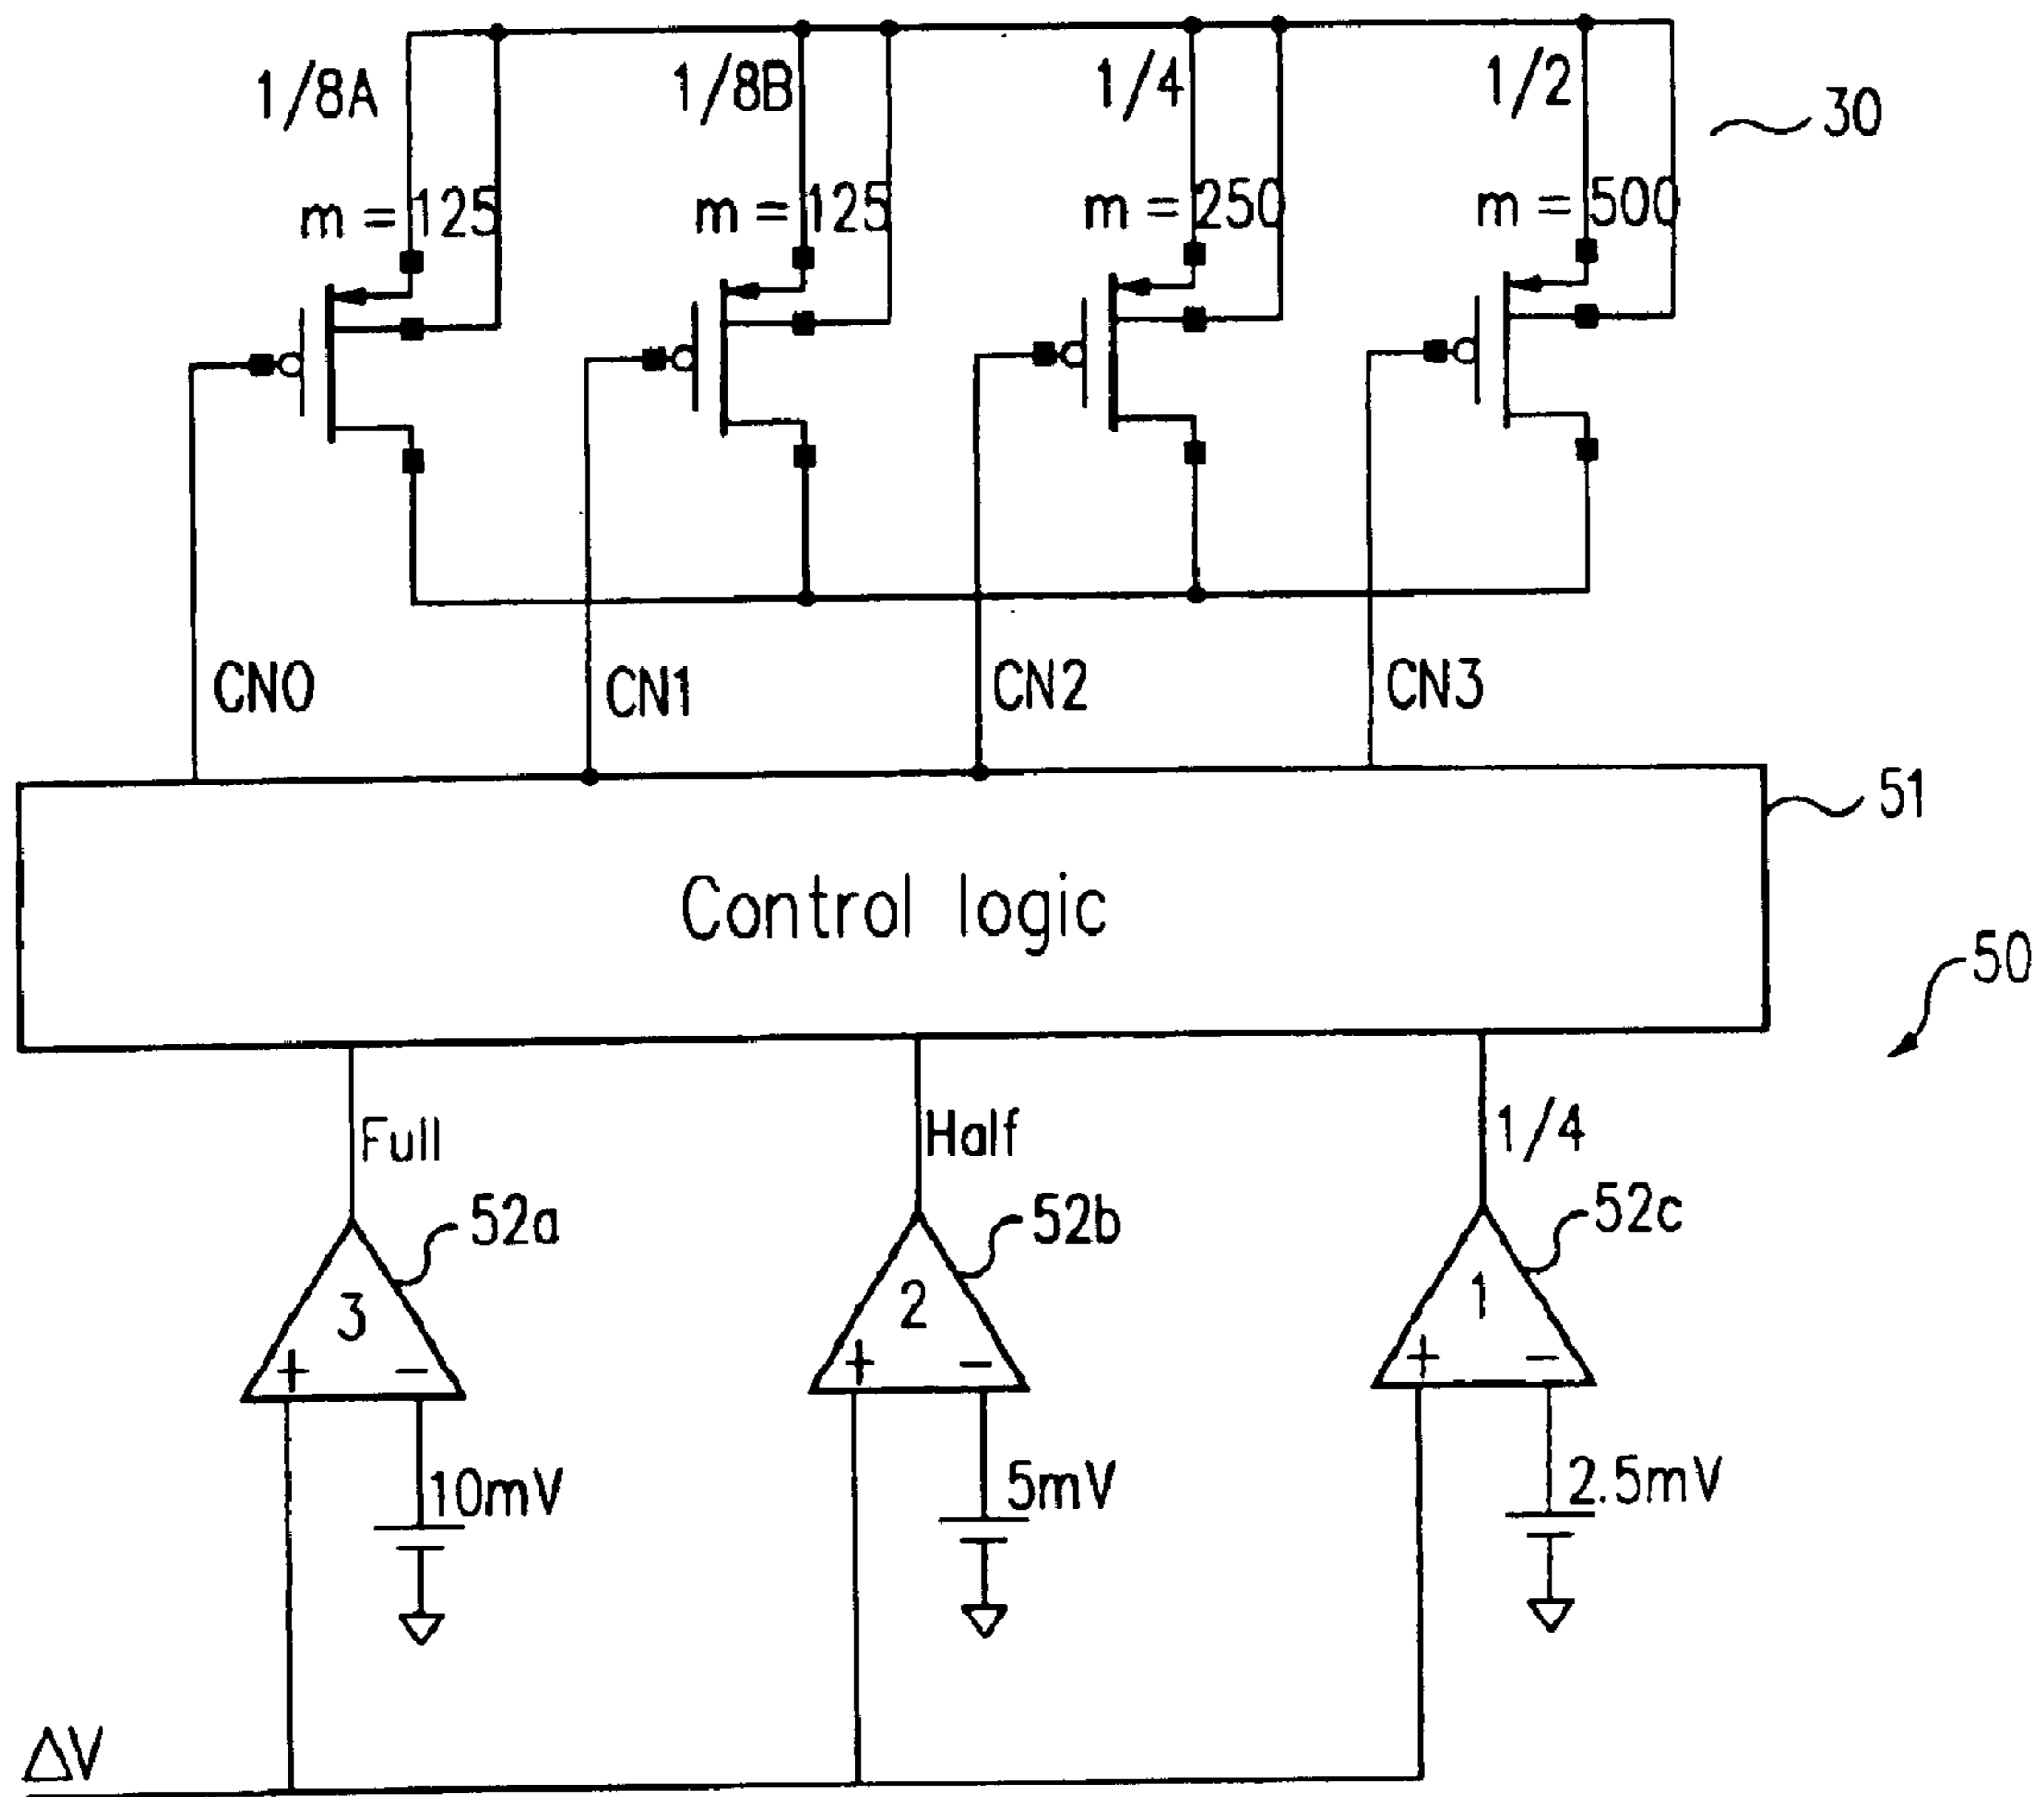 1/8A
1/8B
1/4
1/2
30
m = 125
m = 125
m = 250
m = 500
CN0
CN1
CN2
CN3
51
Control logic
50
Full
Half
1/4
52a
52b
52c
3
2
1
+ −
+ −
+ −
10mV
5mV
2.5mV
ΔV